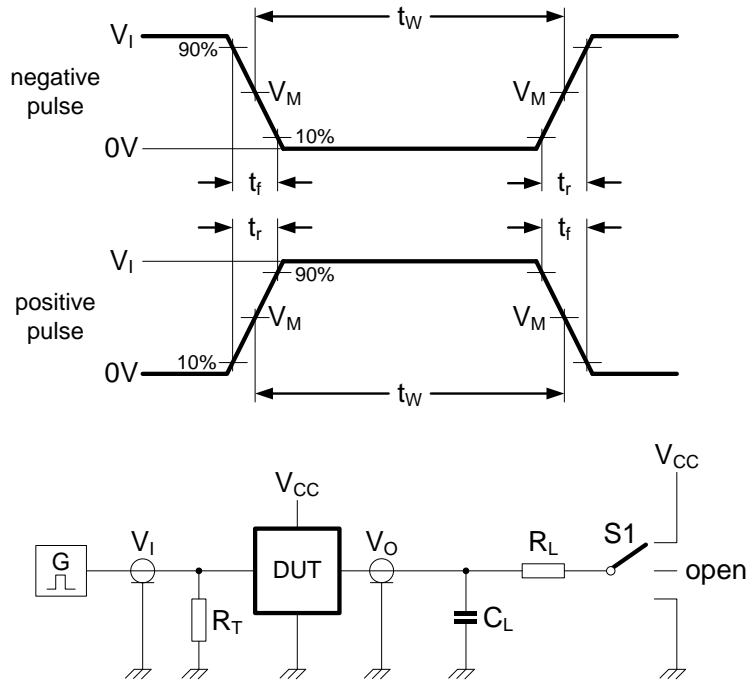 t_W
V_I
90%
negative
pulse
V_M
V_M
10%
0V
t_f
t_r
t_r
t_f
V_I
90%
positive
pulse
V_M
V_M
10%
0V
t_W
V_CC
V_CC
G
V_I
DUT
V_O
R_L
S1
open
R_T
C_L